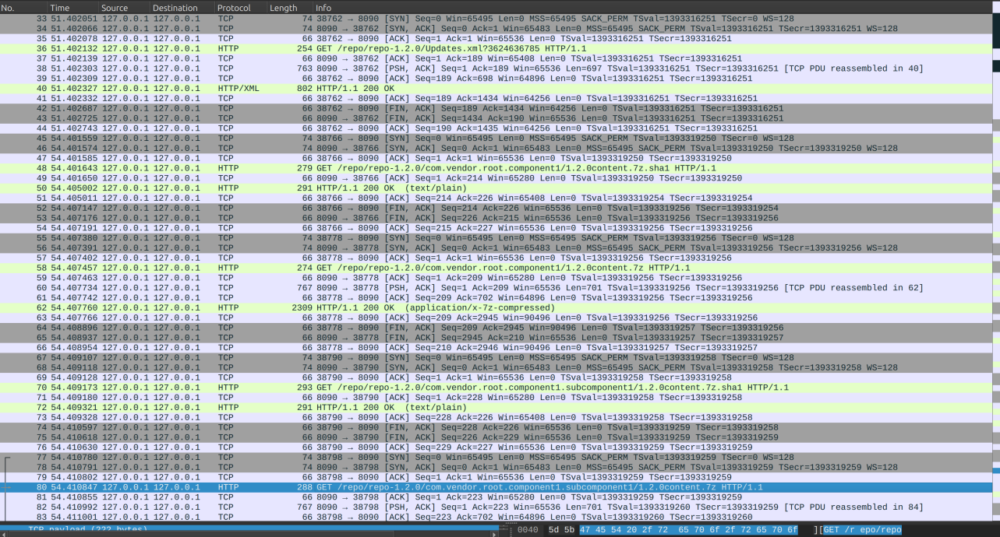 No. Time Source Destination Protocol Length Info
33 51.402051 127.0.0.1 127.0.0.1 TCP 74 38762 → 8090 [SYN] Seq=0 Win=65495 Len=0 MSS=65495 SACK_PERM TSval=1393316251 TSecr=0 WS=128
34 51.402066 127.0.0.1 127.0.0.1 TCP 74 8090 → 38762 [SYN, ACK] Seq=0 Ack=1 Win=65483 Len=0 MSS=65495 SACK_PERM TSval=1393316251 TSecr=1393316251 WS=128
35 51.402078 127.0.0.1 127.0.0.1 TCP 66 38762 → 8090 [ACK] Seq=1 Ack=1 Win=65536 Len=0 TSval=1393316251 TSecr=1393316251
36 51.402132 127.0.0.1 127.0.0.1 HTTP 254 GET /repo/repo-1.2.0/Updates.xml?3624636785 HTTP/1.1
37 51.402139 127.0.0.1 127.0.0.1 TCP 66 8090 → 38762 [ACK] Seq=1 Ack=189 Win=65408 Len=0 TSval=1393316251 TSecr=1393316251
38 51.402303 127.0.0.1 127.0.0.1 TCP 763 8090 → 38762 [PSH, ACK] Seq=1 Ack=189 Win=65536 Len=697 TSval=1393316251 TSecr=1393316251 [TCP PDU reassembled in 40]
39 51.402309 127.0.0.1 127.0.0.1 TCP 66 38762 → 8090 [ACK] Seq=189 Ack=698 Win=64896 Len=0 TSval=1393316251 TSecr=1393316251
40 51.402327 127.0.0.1 127.0.0.1 HTTP/XML 802 HTTP/1.1 200 OK
41 51.402332 127.0.0.1 127.0.0.1 TCP 66 38762 → 8090 [ACK] Seq=189 Ack=1434 Win=64256 Len=0 TSval=1393316251 TSecr=1393316251
42 51.402687 127.0.0.1 127.0.0.1 TCP 66 38762 → 8090 [FIN, ACK] Seq=189 Ack=1434 Win=64256 Len=0 TSval=1393316251 TSecr=1393316251
43 51.402725 127.0.0.1 127.0.0.1 TCP 66 8090 → 38762 [FIN, ACK] Seq=1434 Ack=190 Win=65536 Len=0 TSval=1393316251 TSecr=1393316251
44 51.402743 127.0.0.1 127.0.0.1 TCP 66 38762 → 8090 [ACK] Seq=190 Ack=1435 Win=64256 Len=0 TSval=1393316251 TSecr=1393316251
45 54.401559 127.0.0.1 127.0.0.1 TCP 74 38766 → 8090 [SYN] Seq=0 Win=65495 Len=0 MSS=65495 SACK_PERM TSval=1393319250 TSecr=0 WS=128
46 54.401574 127.0.0.1 127.0.0.1 TCP 74 8090 → 38766 [SYN, ACK] Seq=0 Ack=1 Win=65483 Len=0 MSS=65495 SACK_PERM TSval=1393319250 TSecr=1393319250 WS=128
47 54.401585 127.0.0.1 127.0.0.1 TCP 66 38766 → 8090 [ACK] Seq=1 Ack=1 Win=65536 Len=0 TSval=1393319250 TSecr=1393319250
48 54.401643 127.0.0.1 127.0.0.1 HTTP 279 GET /repo/repo-1.2.0/com.vendor.root.component1/1.2.0content.7z.sha1 HTTP/1.1
49 54.401650 127.0.0.1 127.0.0.1 TCP 66 8090 → 38766 [ACK] Seq=1 Ack=214 Win=65280 Len=0 TSval=1393319250 TSecr=1393319250
50 54.405002 127.0.0.1 127.0.0.1 HTTP 291 HTTP/1.1 200 OK (text/plain)
51 54.405011 127.0.0.1 127.0.0.1 TCP 66 38766 → 8090 [ACK] Seq=214 Ack=226 Win=65408 Len=0 TSval=1393319254 TSecr=1393319254
52 54.407147 127.0.0.1 127.0.0.1 TCP 66 38766 → 8090 [FIN, ACK] Seq=214 Ack=226 Win=65536 Len=0 TSval=1393319256 TSecr=1393319254
53 54.407176 127.0.0.1 127.0.0.1 TCP 66 8090 → 38766 [FIN, ACK] Seq=226 Ack=215 Win=65536 Len=0 TSval=1393319256 TSecr=1393319256
54 54.407191 127.0.0.1 127.0.0.1 TCP 66 38766 → 8090 [ACK] Seq=215 Ack=227 Win=65536 Len=0 TSval=1393319256 TSecr=1393319256
55 54.407380 127.0.0.1 127.0.0.1 TCP 74 38778 → 8090 [SYN] Seq=0 Win=65495 Len=0 MSS=65495 SACK_PERM TSval=1393319256 TSecr=0 WS=128
56 54.407391 127.0.0.1 127.0.0.1 TCP 74 8090 → 38778 [SYN, ACK] Seq=0 Ack=1 Win=65483 Len=0 MSS=65495 SACK_PERM TSval=1393319256 TSecr=1393319256 WS=128
57 54.407402 127.0.0.1 127.0.0.1 TCP 66 38778 → 8090 [ACK] Seq=1 Ack=1 Win=65536 Len=0 TSval=1393319256 TSecr=1393319256
58 54.407457 127.0.0.1 127.0.0.1 HTTP 274 GET /repo/repo-1.2.0/com.vendor.root.component1/1.2.0content.7z HTTP/1.1
59 54.407463 127.0.0.1 127.0.0.1 TCP 66 8090 → 38778 [ACK] Seq=1 Ack=209 Win=65280 Len=0 TSval=1393319256 TSecr=1393319256
60 54.407734 127.0.0.1 127.0.0.1 TCP 767 8090 → 38778 [PSH, ACK] Seq=1 Ack=209 Win=65536 Len=701 TSval=1393319256 TSecr=1393319256 [TCP PDU reassembled in 62]
61 54.407742 127.0.0.1 127.0.0.1 TCP 66 38778 → 8090 [ACK] Seq=209 Ack=702 Win=64896 Len=0 TSval=1393319256 TSecr=1393319256
62 54.407760 127.0.0.1 127.0.0.1 HTTP 2309 HTTP/1.1 200 OK (application/x-7z-compressed)
63 54.407766 127.0.0.1 127.0.0.1 TCP 66 38778 → 8090 [ACK] Seq=209 Ack=2945 Win=90496 Len=0 TSval=1393319256 TSecr=1393319256
64 54.408896 127.0.0.1 127.0.0.1 TCP 66 38778 → 8090 [FIN, ACK] Seq=209 Ack=2945 Win=90496 Len=0 TSval=1393319257 TSecr=1393319256
65 54.408937 127.0.0.1 127.0.0.1 TCP 66 8090 → 38778 [FIN, ACK] Seq=2945 Ack=210 Win=65536 Len=0 TSval=1393319257 TSecr=1393319257
66 54.408954 127.0.0.1 127.0.0.1 TCP 66 38778 → 8090 [ACK] Seq=210 Ack=2946 Win=90496 Len=0 TSval=1393319257 TSecr=1393319257
67 54.409107 127.0.0.1 127.0.0.1 TCP 74 38790 → 8090 [SYN] Seq=0 Win=65495 Len=0 MSS=65495 SACK_PERM TSval=1393319258 TSecr=0 WS=128
68 54.409118 127.0.0.1 127.0.0.1 TCP 74 8090 → 38790 [SYN, ACK] Seq=0 Ack=1 Win=65483 Len=0 MSS=65495 SACK_PERM TSval=1393319258 TSecr=1393319258 WS=128
69 54.409128 127.0.0.1 127.0.0.1 TCP 66 38790 → 8090 [ACK] Seq=1 Ack=1 Win=65536 Len=0 TSval=1393319258 TSecr=1393319258
70 54.409173 127.0.0.1 127.0.0.1 HTTP 293 GET /repo/repo-1.2.0/com.vendor.root.component1.subcomponent1/1.2.0content.7z.sha1 HTTP/1.1
71 54.409180 127.0.0.1 127.0.0.1 TCP 66 8090 → 38790 [ACK] Seq=1 Ack=228 Win=65280 Len=0 TSval=1393319258 TSecr=1393319258
72 54.409321 127.0.0.1 127.0.0.1 HTTP 291 HTTP/1.1 200 OK (text/plain)
73 54.409328 127.0.0.1 127.0.0.1 TCP 66 38790 → 8090 [ACK] Seq=228 Ack=226 Win=65408 Len=0 TSval=1393319258 TSecr=1393319258
74 54.410597 127.0.0.1 127.0.0.1 TCP 66 38790 → 8090 [FIN, ACK] Seq=228 Ack=226 Win=65536 Len=0 TSval=1393319259 TSecr=1393319258
75 54.410618 127.0.0.1 127.0.0.1 TCP 66 8090 → 38790 [FIN, ACK] Seq=226 Ack=229 Win=65536 Len=0 TSval=1393319259 TSecr=1393319259
76 54.410630 127.0.0.1 127.0.0.1 TCP 66 38790 → 8090 [ACK] Seq=229 Ack=227 Win=65536 Len=0 TSval=1393319259 TSecr=1393319259
77 54.410780 127.0.0.1 127.0.0.1 TCP 74 38798 → 8090 [SYN] Seq=0 Win=65495 Len=0 MSS=65495 SACK_PERM TSval=1393319259 TSecr=0 WS=128
78 54.410791 127.0.0.1 127.0.0.1 TCP 74 8090 → 38798 [SYN, ACK] Seq=0 Ack=1 Win=65483 Len=0 MSS=65495 SACK_PERM TSval=1393319259 TSecr=1393319259 WS=128
79 54.410802 127.0.0.1 127.0.0.1 TCP 66 38798 → 8090 [ACK] Seq=1 Ack=1 Win=65536 Len=0 TSval=1393319259 TSecr=1393319259
80 54.410847 127.0.0.1 127.0.0.1 HTTP 288 GET /repo/repo-1.2.0/com.vendor.root.component1.subcomponent1/1.2.0content.7z HTTP/1.1
81 54.410855 127.0.0.1 127.0.0.1 TCP 66 8090 → 38798 [ACK] Seq=1 Ack=223 Win=65280 Len=0 TSval=1393319259 TSecr=1393319259
82 54.410992 127.0.0.1 127.0.0.1 TCP 767 8090 → 38798 [PSH, ACK] Seq=1 Ack=223 Win=65536 Len=701 TSval=1393319260 TSecr=1393319259 [TCP PDU reassembled in 84]
83 54.411001 127.0.0.1 127.0.0.1 TCP 66 38798 → 8090 [ACK] Seq=223 Ack=702 Win=64896 Len=0 TSval=1393319260 TSecr=1393319260
TCP payload (222 bytes)
0040 5d 5b 47 45 54 20 2f 72 65 70 6f 2f 72 65 70 6f ][GET /r epo/repo